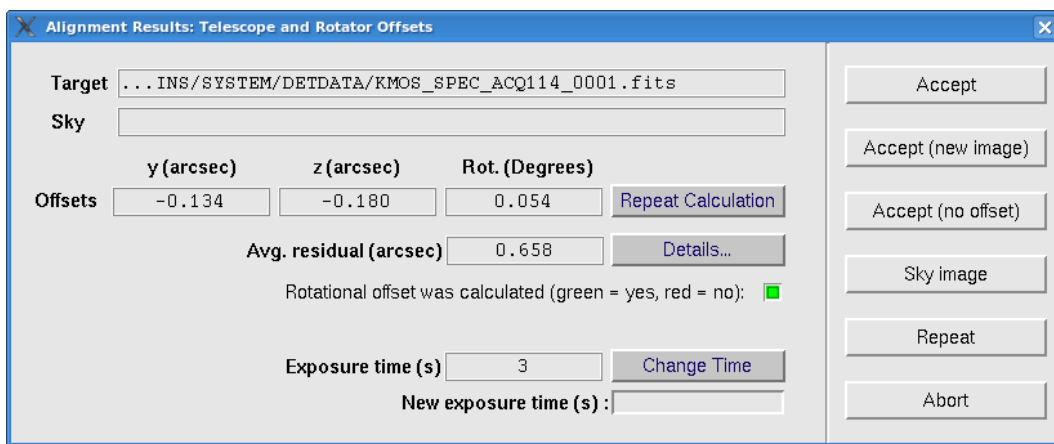 Alignment Results: Telescope and Rotator Offsets
Target ...INS/SYSTEM/DETDATA/KMOS_SPEC_ACQ114_0001.fits
Sky
y (arcsec) z (arcsec) Rot. (Degrees)
Offsets -0.134 -0.180 0.054 Repeat Calculation
Avg. residual (arcsec) 0.658 Details...
Rotational offset was calculated (green = yes, red = no):
Exposure time (s) 3 Change Time
New exposure time (s) :
Accept
Accept (new image)
Accept (no offset)
Sky image
Repeat
Abort